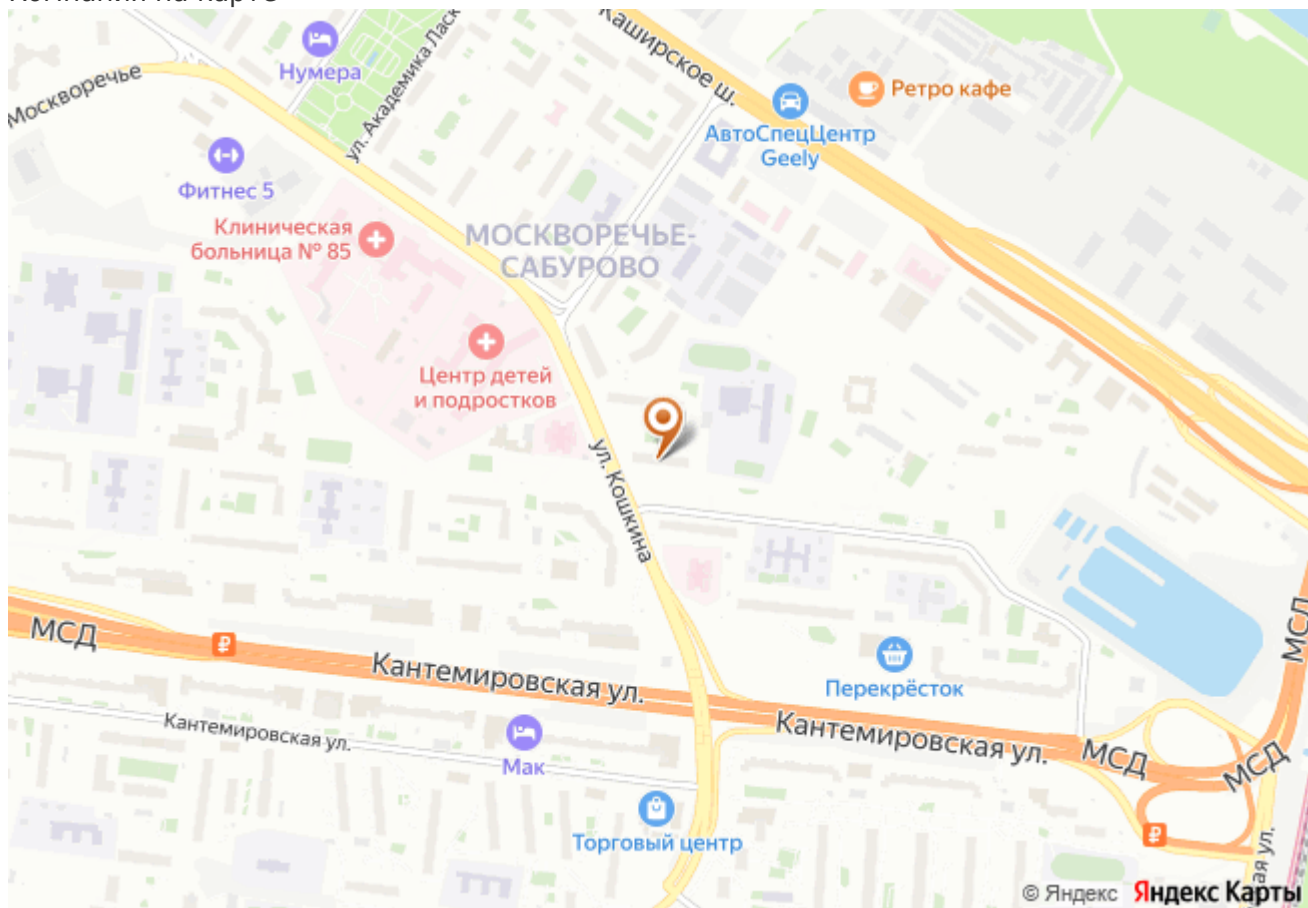 Каширское ш.
Нумера
ул. Академика Ласк
Москворечье
Ретро кафе
АвтоСпецЦентр
Geely
Фитнес 5
Клиническая
больница № 85
МОСКВОРЕЧЬЕ-
САБУРОВО
Центр детей
и подростков
ул. Кошкина
МСД
МСД
Кантемировская ул.
Перекрёсток
Кантемировская ул.
Кантемировская ул.
МСД
МСД
Мак
Торговый центр
ая ул.
© Яндекс Яндекс Карты